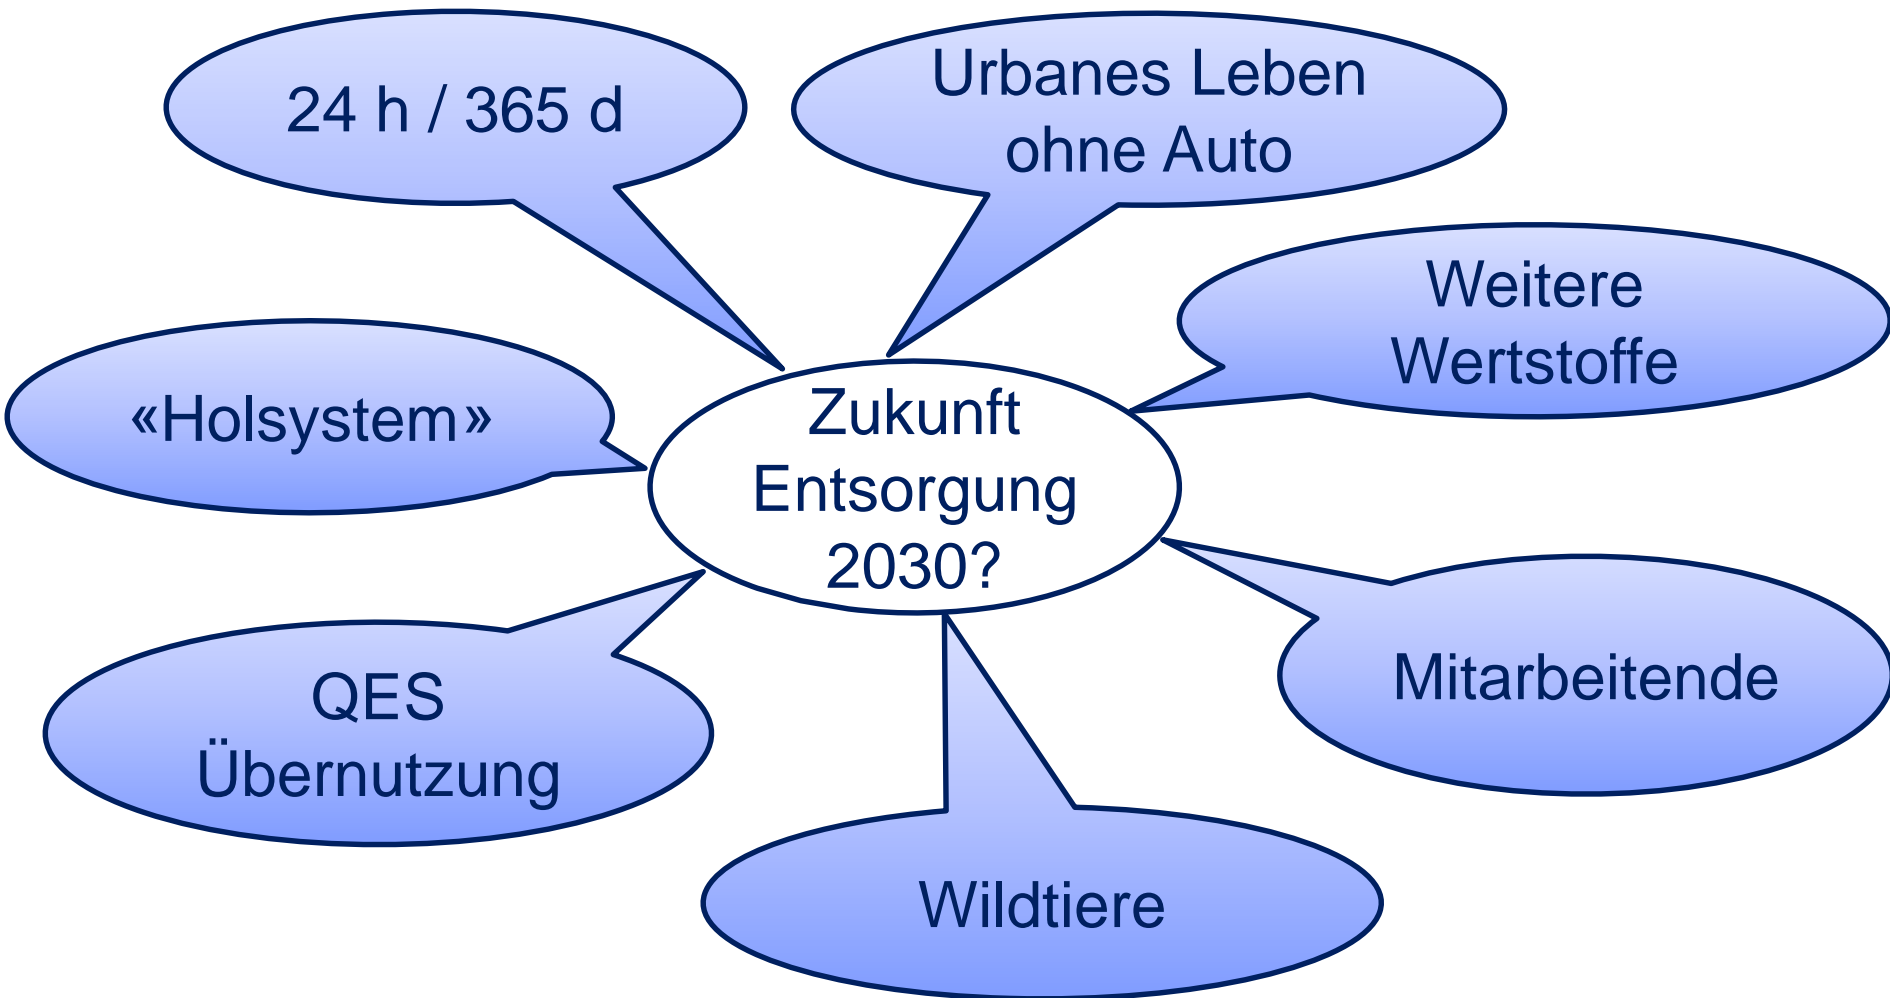 24 h / 365 d
Urbanes Leben
ohne Auto
Weitere
Wertstoffe
«Holsystem»
Zukunft
Entsorgung
2030?
Mitarbeitende
QES
Übernutzung
Wildtiere